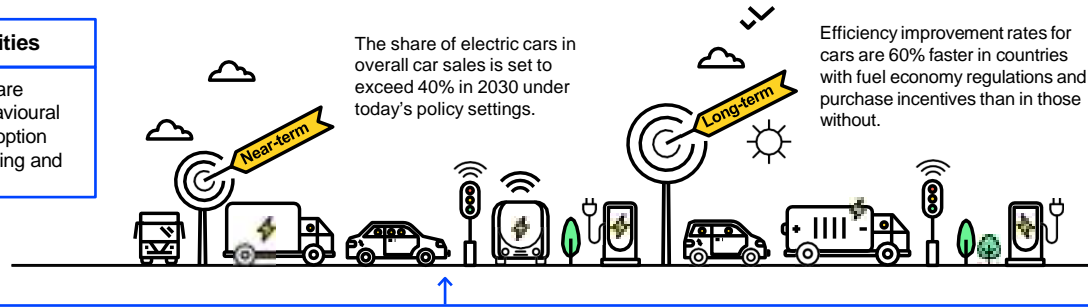 ities
are
avioural
option
ing and
Near-term
The share of electric cars in
overall car sales is set to
exceed 40% in 2030 under
today's policy settings.
Long-term
Efficiency improvement rates for
cars are 60% faster in countries
with fuel economy regulations and
purchase incentives than in those
without.